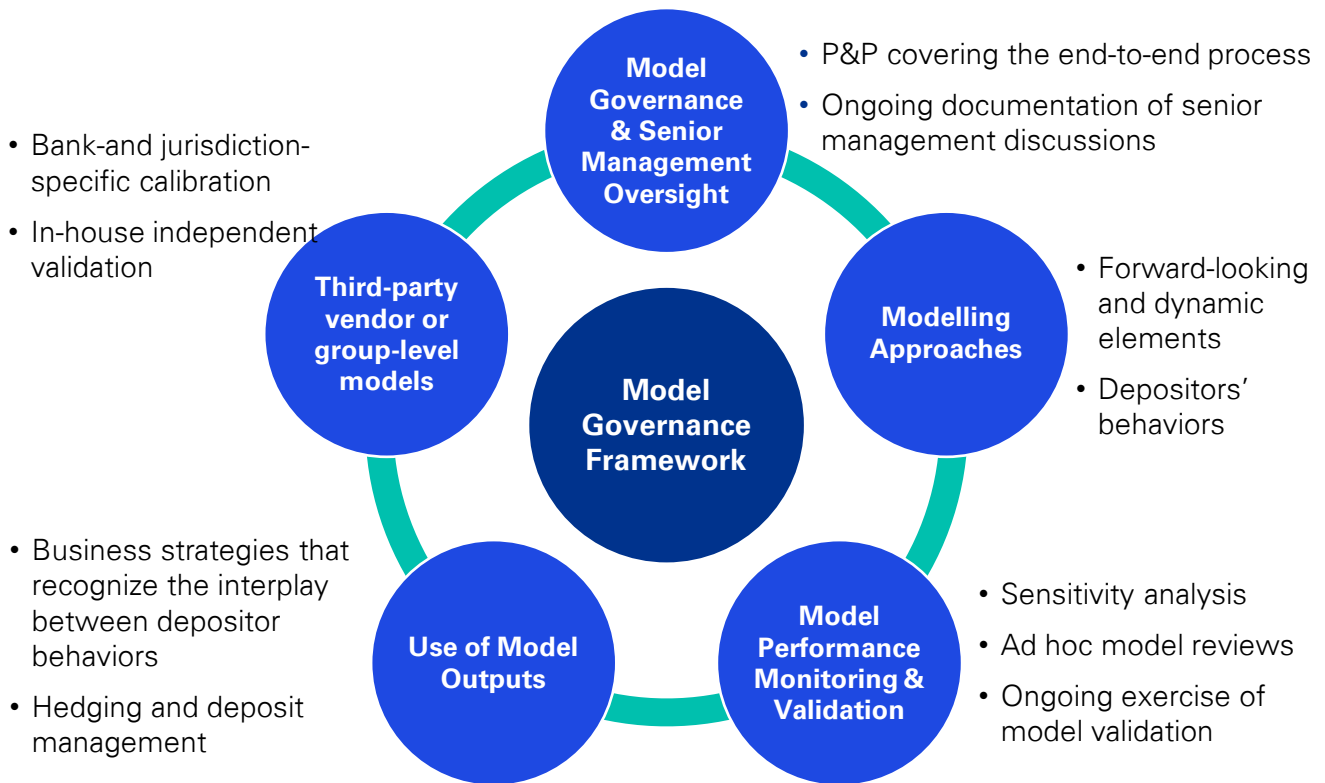 Model
Governance
& Senior
Management
Oversight
• P&P covering the end-to-end process
• Ongoing documentation of senior
management discussions
Modelling
Approaches
• Forward-looking
and dynamic
elements
• Depositors'
behaviors
Model
Performance
Monitoring &
Validation
• Sensitivity analysis
• Ad hoc model reviews
• Ongoing exercise of
model validation
Use of Model
Outputs
• Business strategies that
recognize the interplay
between depositor
behaviors
• Hedging and deposit
management
Third-party
vendor or
group-level
models
• Bank-and jurisdiction-
specific calibration
• In-house independent
validation
Model
Governance
Framework